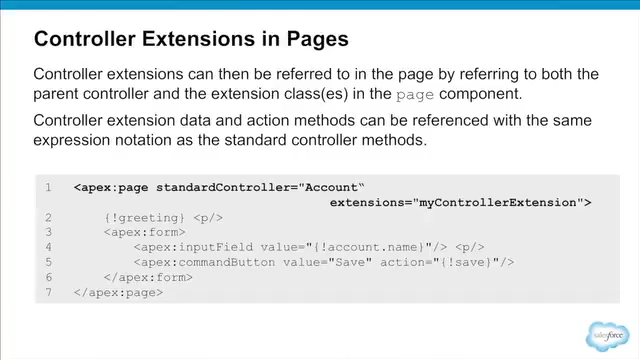 Controller Extensions in Pages
Controller extensions can then be referred to in the page by referring to both the
parent controller and the extension class(es) in the page component.
Controller extension data and action methods can be referenced with the same
expression notation as the standard controller methods.
1 <apex:page standardController="Account“
extensions="myControllerExtension">
2 {!greeting} <p/>
3 <apex:form>
4 <apex:inputField value="{!account.name}"/> <p/>
5 <apex:commandButton value="Save" action="{!save}"/>
6 </apex:form>
7 </apex:page>
salesforce